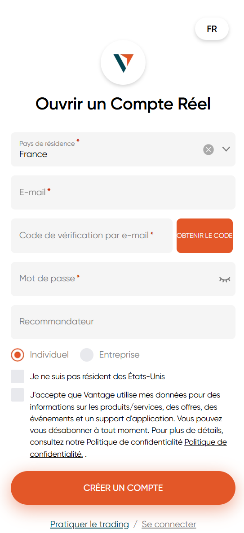 FR
Ouvrir un Compte Réel
Pays de résidence *
France
E-mail *
Code de vérification par e-mail *
OBTENIR LE CODE
Mot de passe *
Recommandateur
Individuel
Entreprise
Je ne suis pas résident des États-Unis
J'accepte que Vantage utilise mes données pour des
informations sur les produits/services, des offres, des
événements et un support d'application. Vous pouvez
vous désabonner à tout moment. Pour plus de détails,
consultez notre Politique de confidentialité Politique de
confidentialité. .
CRÉER UN COMPTE
Pratiquer le trading / Se connecter